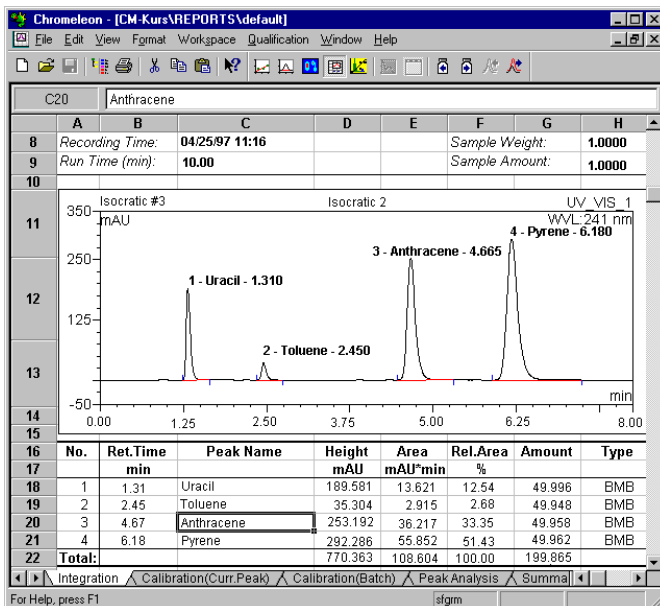 Chromeleon - [CM-Kurs\REPORTS\default]
File Edit View Format Workspace Qualification Window Help
C20 Anthracene
A B C D E F G H
8 Recording Time: 04/25/97 11:16 Sample Weight: 1.0000
9 Run Time (min): 10.00 Sample Amount: 1.0000
10
11
12
13
14
15
Isocratic #3 Isocratic 2 UV_VIS_1
350 mAU WVL:241 nm
4 - Pyrene - 6.180
250 3 - Anthracene - 4.665
1 - Uracil - 1.310
125
2 - Toluene - 2.450
min
-50
0.00 1.25 2.50 3.75 5.00 6.25 8.00
16 No. Ret.Time Peak Name Height Area Rel.Area Amount Type
17 min mAU mAU*min %
18 1 1.31 Uracil 189.581 13.621 12.54 49.996 BMB
19 2 2.45 Toluene 35.304 2.915 2.68 49.948 BMB
20 3 4.67 Anthracene 253.192 36.217 33.35 49.958 BMB
21 4 6.18 Pyrene 292.286 55.852 51.43 49.962 BMB
22 Total: 770.363 108.604 100.00 199.865
Integration Calibration(Curr.Peak) Calibration(Batch) Peak Analysis Summa
For Help, press F1 sfgrm